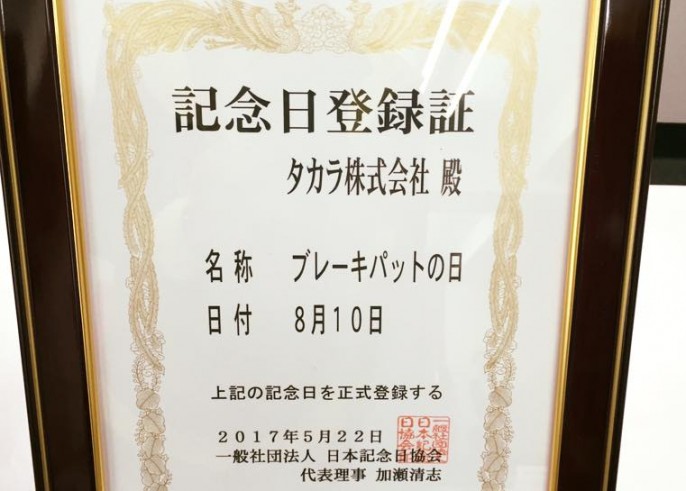 記念日登録証
タカラ株式会社 殿
名称 ブレーキパットの日
日付 8月10日
上記の記念日を正式登録する
2017年5月22日
一般社団法人 日本記念日協会
代表理事 加瀬清志